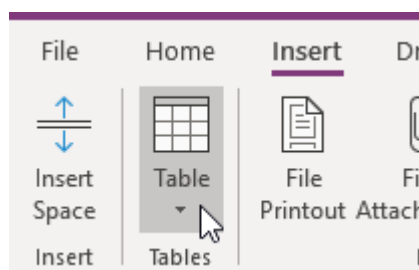 File Home Insert
Insert Table File
Space Printout
Insert Tables